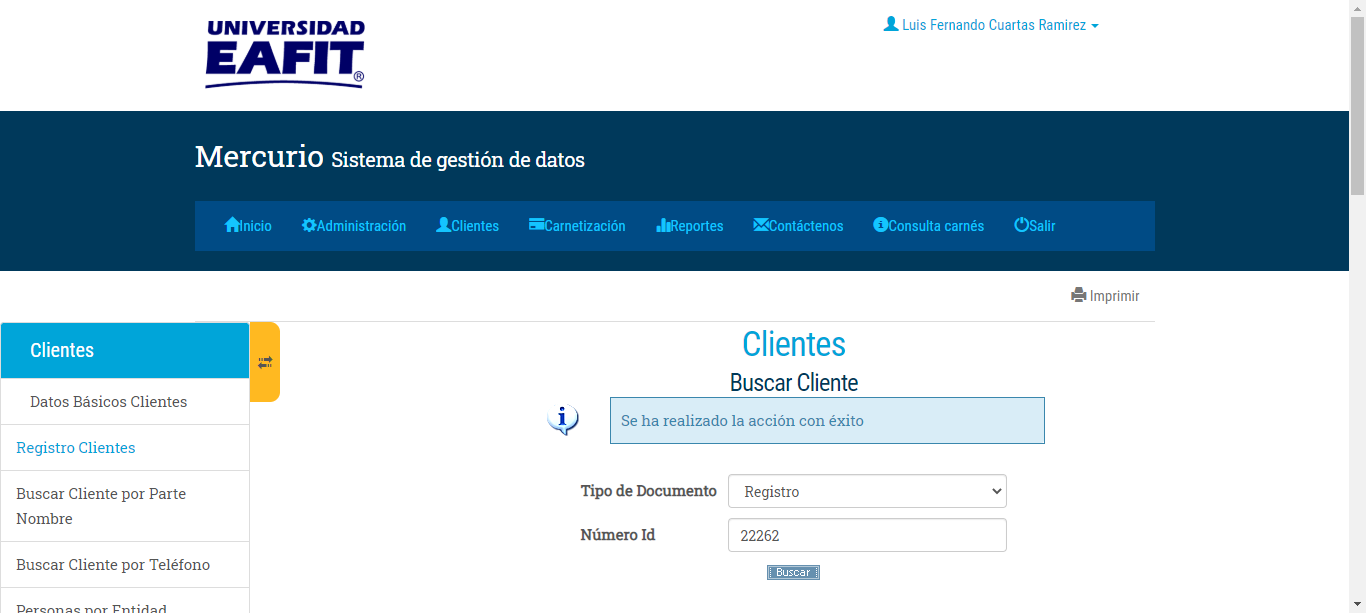 UNIVERSIDAD
EAFIT®
Luis Fernando Cuartas Ramirez
Mercurio Sistema de gestión de datos
Inicio Administración Clientes Carnetización Reportes Contáctenos Consulta carnés Salir
Imprimir
Clientes
Datos Básicos Clientes
Registro Clientes
Buscar Cliente por Parte
Nombre
Buscar Cliente por Teléfono
Personas por Entidad
Clientes
Buscar Cliente
Se ha realizado la acción con éxito
Tipo de Documento Registro
Número Id 22262
Buscar